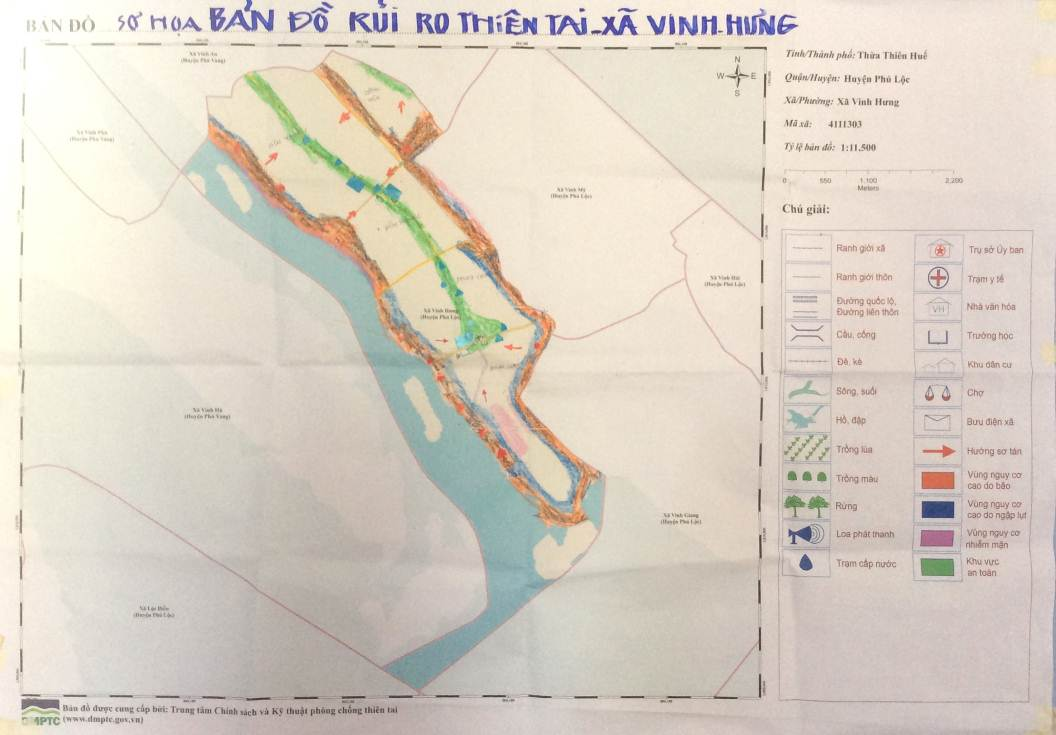 BẢN ĐỒ SƠ HỌA BẢN ĐỒ RỦI RO THIÊN TAI - XÃ VINH HƯNG
Tỉnh/Thành phố: Thừa Thiên Huế
Quận/Huyện: Huyện Phú Lộc
Xã/Phường: Xã Vinh Hưng
Mã xã: 4111303
Tỷ lệ bản đồ: 1:11.500
0 550 1.100 2.200
Meters
Chú giải:
Ranh giới xã
Ranh giới thôn
Đường quốc lộ,
Đường liên thôn
Cầu, cống
Đê, kè
Sông, suối
Hồ, đập
Trồng lúa
Trồng màu
Rừng
Loa phát thanh
Trạm cấp nước
Trụ sở Ủy ban
Trạm y tế
VH Nhà văn hóa
Trường học
Khu dân cư
Chợ
Bưu điện xã
Hướng sơ tán
Vùng nguy cơ
cao do bão
Vùng nguy cơ
cao do ngập lụt
Vùng nguy cơ
nhiễm mặn
Khu vực
an toàn
N
W E
S
Xã Vinh An
(Huyện Phú Vang)
Xã Vinh Phú
(Huyện Phú Vang)
Xã Vinh Mỹ
(Huyện Phú Lộc)
Xã Vinh Hải
(Huyện Phú Lộc)
Xã Vinh Hưng
(Huyện Phú Lộc)
Xã Vinh Hà
(Huyện Phú Vang)
Xã Vinh Giang
(Huyện Phú Lộc)
Xã Lộc Điền
(Huyện Phú Lộc)
DMPTC
Bản đồ được cung cấp bởi: Trung tâm Chính sách và Kỹ thuật phòng chống thiên tai
(www.dmptc.gov.vn)